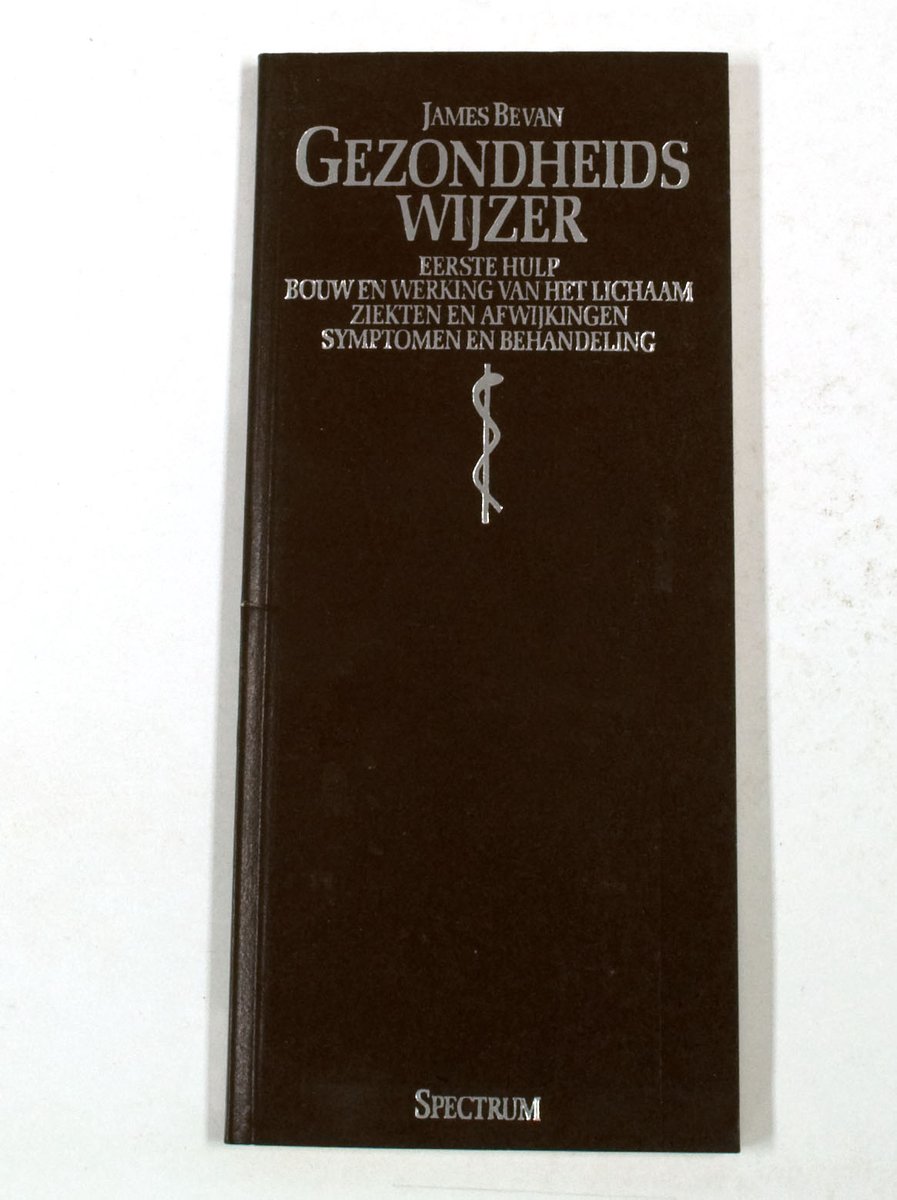 JAMES BEVAN
GEZONDHEIDS
WIJZER
EERSTE HULP
BOUW EN WERKING VAN HET LICHAAM
ZIEKTEN EN AFWIJKINGEN
SYMPTOMEN EN BEHANDELING
SPECTRUM